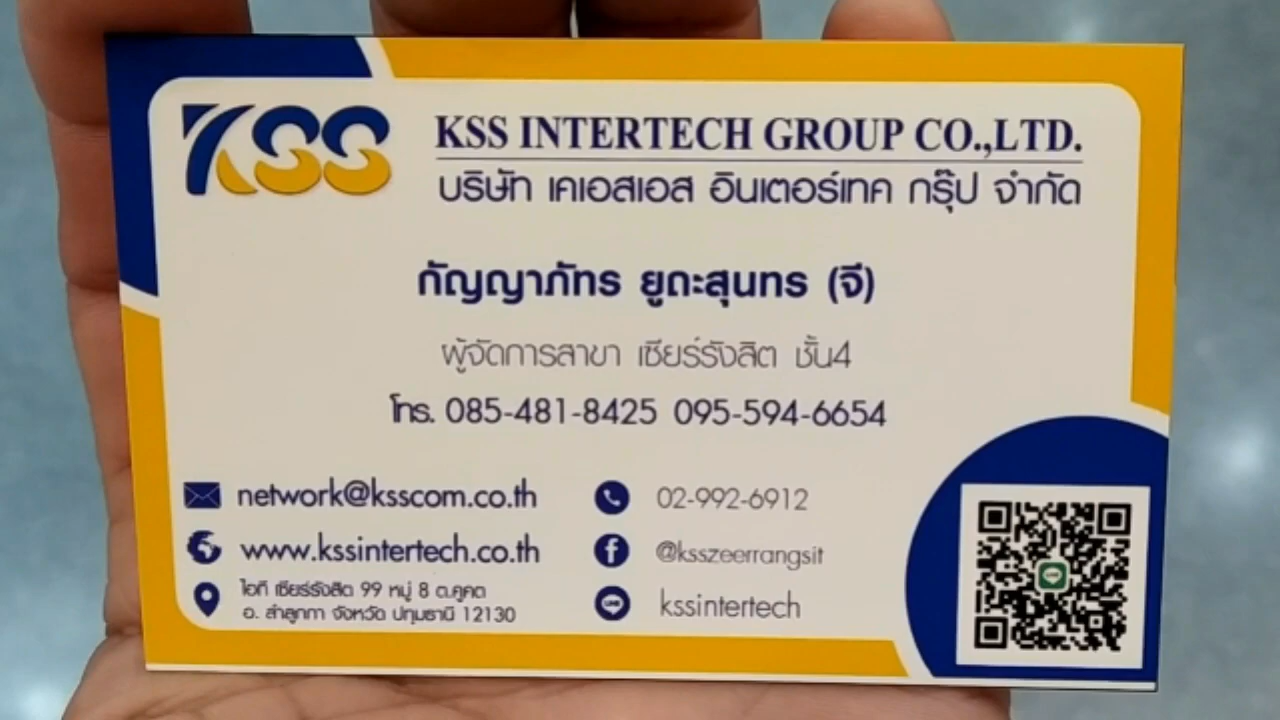 KSS
KSS INTERTECH GROUP CO.,LTD.
บริษัท เคเอสเอส อินเตอร์เทค กรุ๊ป จำกัด
กัญญาภัทร ยูถะสุนทร (จี)
ผู้จัดการสาขา เซียร์รังสิต ชั้น4
โทร. 085-481-8425 095-594-6654
network@ksscom.co.th
02-992-6912
www.kssintertech.co.th
@ksszeerrangsit
ไอที เซียร์รังสิต 99 หมู่ 8 ต.คูคต
อ. ลำลูกกา จังหวัด ปทุมธานี 12130
LINE
kssintertech